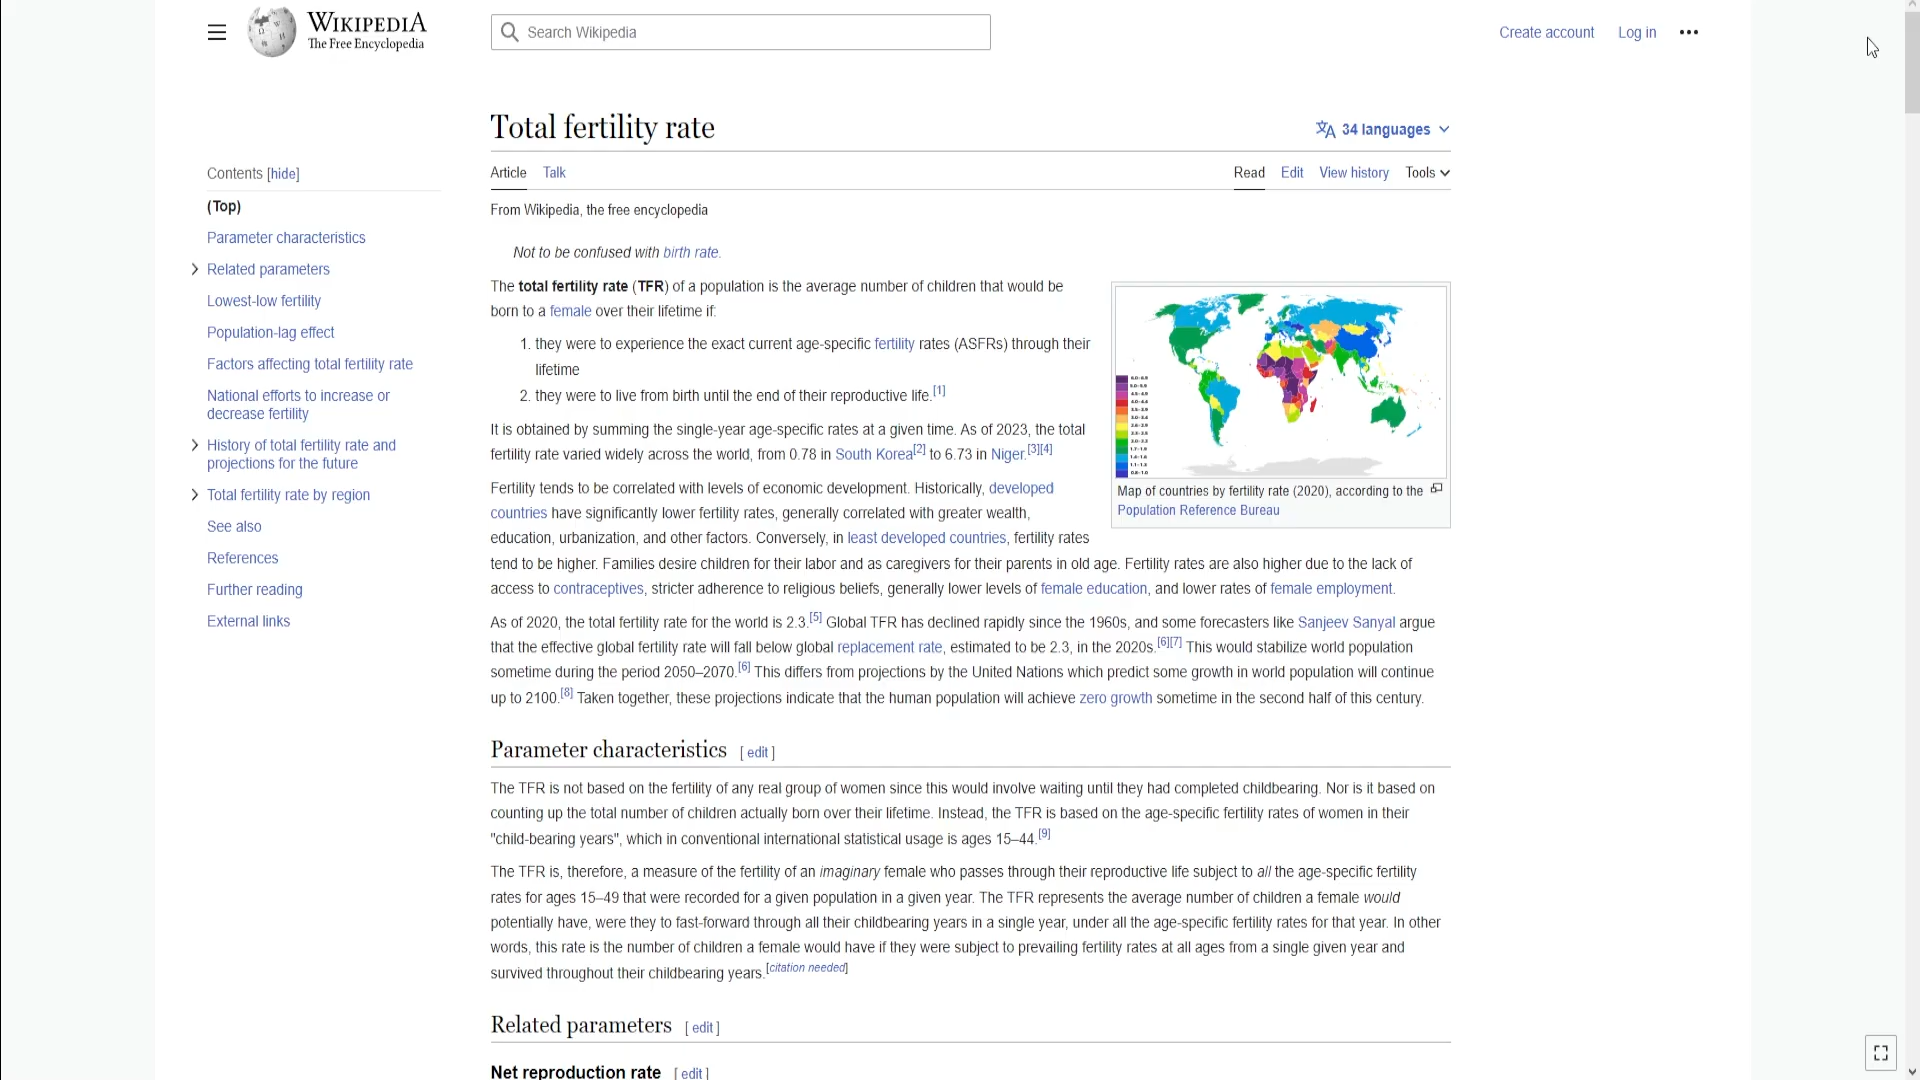 WIKIPEDIA
The Free Encyclopedia
Search Wikipedia
Create account
Log in
Total fertility rate
34 languages
Article
Talk
Read
Edit
View history
Tools
Contents [hide]
(Top)
Parameter characteristics
Related parameters
Lowest-low fertility
Population-lag effect
Factors affecting total fertility rate
National efforts to increase or
decrease fertility
History of total fertility rate and
projections for the future
Total fertility rate by region
See also
References
Further reading
External links
From Wikipedia, the free encyclopedia
Not to be confused with birth rate.
The total fertility rate (TFR) of a population is the average number of children that would be
born to a female over their lifetime if:
1. they were to experience the exact current age-specific fertility rates (ASFRs) through their
lifetime
2. they were to live from birth until the end of their reproductive life.[1]
It is obtained by summing the single-year age-specific rates at a given time. As of 2023, the total
fertility rate varied widely across the world, from 0.78 in South Korea[2] to 6.73 in Niger.[3][4]
Map of countries by fertility rate (2020), according to the
Population Reference Bureau
Fertility tends to be correlated with levels of economic development. Historically, developed
countries have significantly lower fertility rates, generally correlated with greater wealth,
education, urbanization, and other factors. Conversely, in least developed countries, fertility rates
tend to be higher. Families desire children for their labor and as caregivers for their parents in old age. Fertility rates are also higher due to the lack of
access to contraceptives, stricter adherence to religious beliefs, generally lower levels of female education, and lower rates of female employment.
As of 2020, the total fertility rate for the world is 2.3.[5] Global TFR has declined rapidly since the 1960s, and some forecasters like Sanjeev Sanyal argue
that the effective global fertility rate will fall below global replacement rate, estimated to be 2.3, in the 2020s.[6][7] This would stabilize world population
sometime during the period 2050–2070.[6] This differs from projections by the United Nations which predict some growth in world population will continue
up to 2100.[8] Taken together, these projections indicate that the human population will achieve zero growth sometime in the second half of this century.
Parameter characteristics [ edit ]
The TFR is not based on the fertility of any real group of women since this would involve waiting until they had completed childbearing. Nor is it based on
counting up the total number of children actually born over their lifetime. Instead, the TFR is based on the age-specific fertility rates of women in their
"child-bearing years", which in conventional international statistical usage is ages 15–44.[9]
The TFR is, therefore, a measure of the fertility of an imaginary female who passes through their reproductive life subject to all the age-specific fertility
rates for ages 15–49 that were recorded for a given population in a given year. The TFR represents the average number of children a female would
potentially have, were they to fast-forward through all their childbearing years in a single year, under all the age-specific fertility rates for that year. In other
words, this rate is the number of children a female would have if they were subject to prevailing fertility rates at all ages from a single given year and
survived throughout their childbearing years.[citation needed]
Related parameters [ edit ]
Net reproduction rate [ edit ]